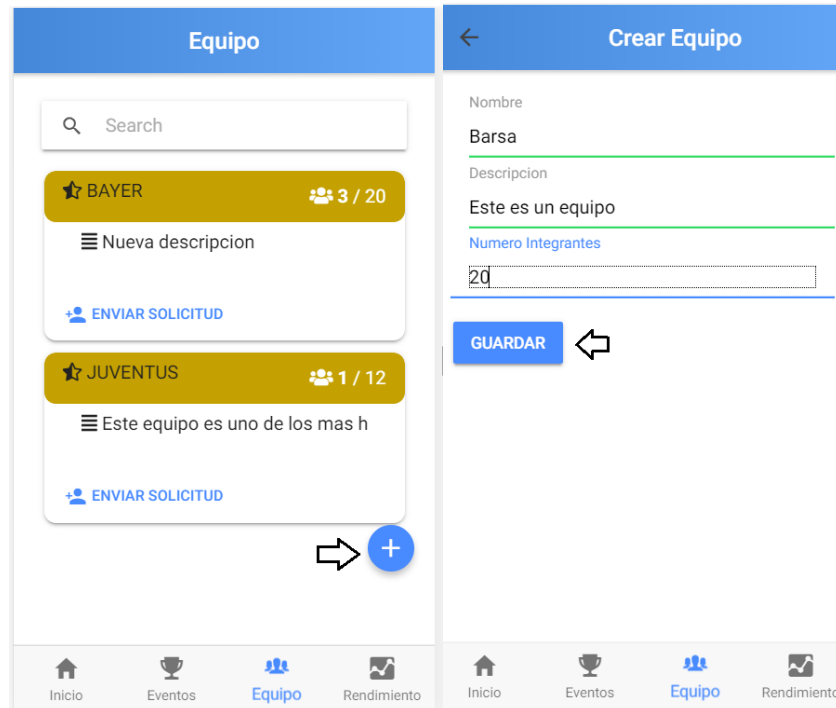 Equipo
Search
BAYER
3 / 20
Nueva descripcion
ENVIAR SOLICITUD
JUVENTUS
1 / 12
Este equipo es uno de los mas h
ENVIAR SOLICITUD
+
Inicio Eventos Equipo Rendimiento
Crear Equipo
Nombre
Barsa
Descripcion
Este es un equipo
Numero Integrantes
20
GUARDAR
Inicio Eventos Equipo Rendimiento